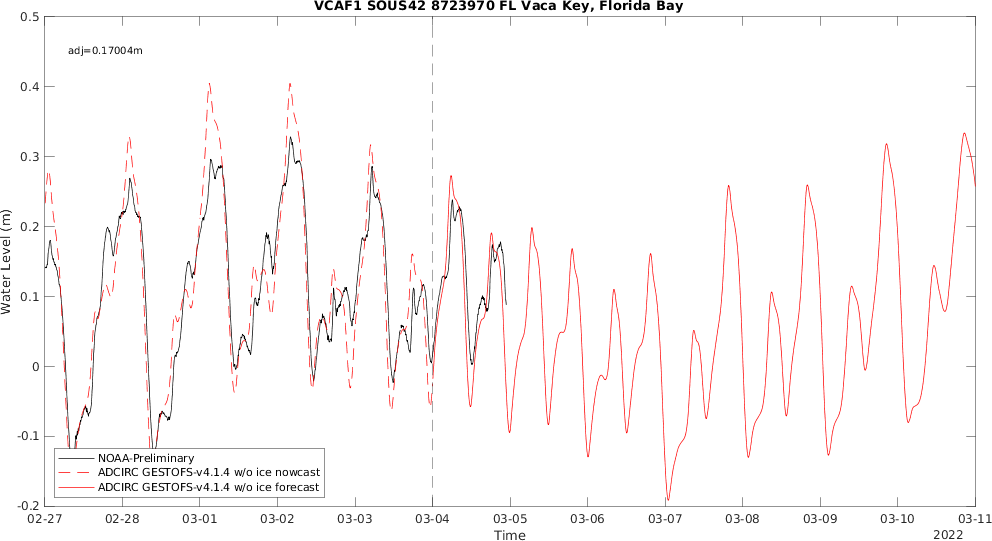 VCAF1 SOUS42 8723970 FL Vaca Key, Florida Bay
adj=0.17004m
Water Level (m)
0.5
0.4
0.3
0.2
0.1
0
-0.1
-0.2
NOAA-Preliminary
ADCIRC GESTOFS-v4.1.4 w/o ice nowcast
ADCIRC GESTOFS-v4.1.4 w/o ice forecast
02-27 02-28 03-01 03-02 03-03 03-04 03-05 03-06 03-07 03-08 03-09 03-10 03-11
Time
2022